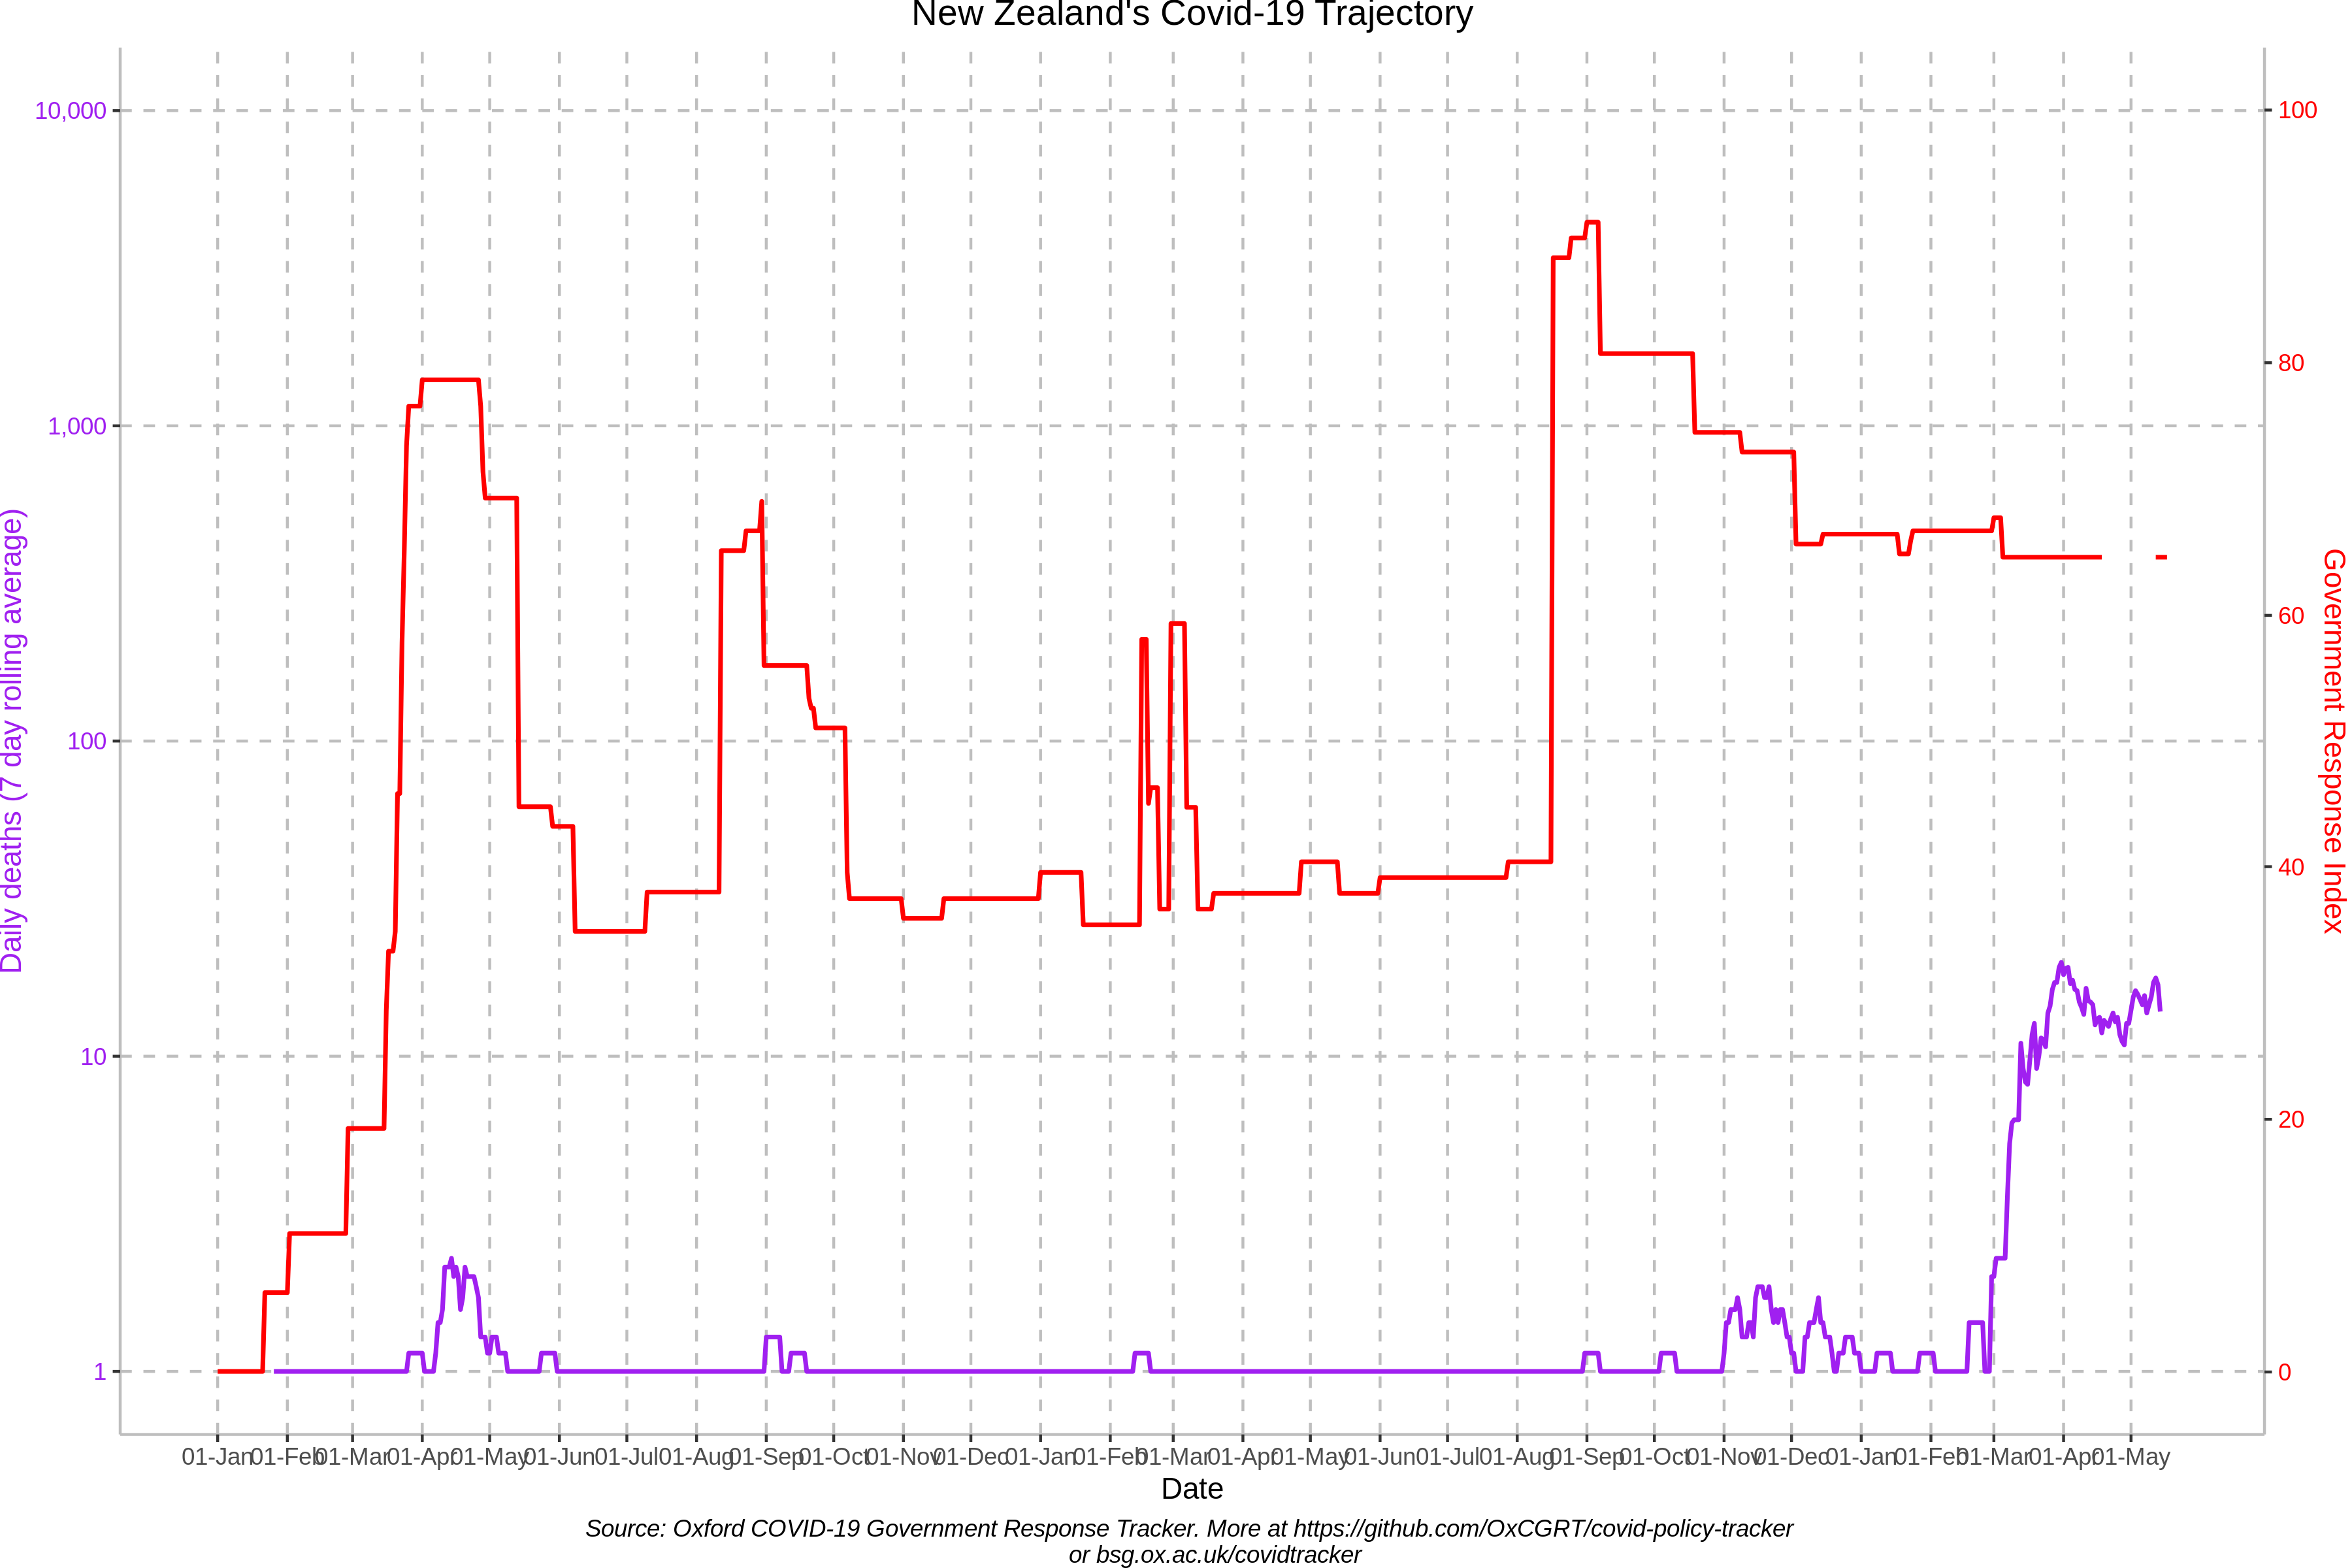 New Zealand's Covid-19 Trajectory
10,000
1,000
100
10
1
Daily deaths (7 day rolling average)
100
80
60
40
20
0
Government Response Index
01-Jan 01-Feb 01-Mar 01-Apr 01-May 01-Jun 01-Jul 01-Aug 01-Sep 01-Oct 01-Nov 01-Dec 01-Jan 01-Feb 01-Mar 01-Apr 01-May 01-Jun 01-Jul 01-Aug 01-Sep 01-Oct 01-Nov 01-Dec 01-Jan 01-Feb 01-Mar 01-Apr 01-May
Date
Source: Oxford COVID-19 Government Response Tracker. More at https://github.com/OxCGRT/covid-policy-tracker
or bsg.ox.ac.uk/covidtracker